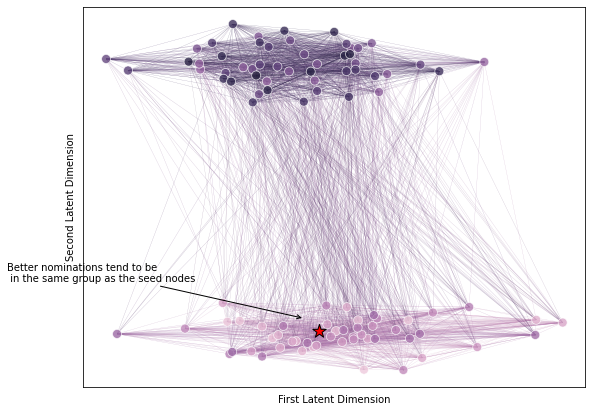 Second Latent Dimension
Better nominations tend to be
in the same group as the seed nodes
First Latent Dimension